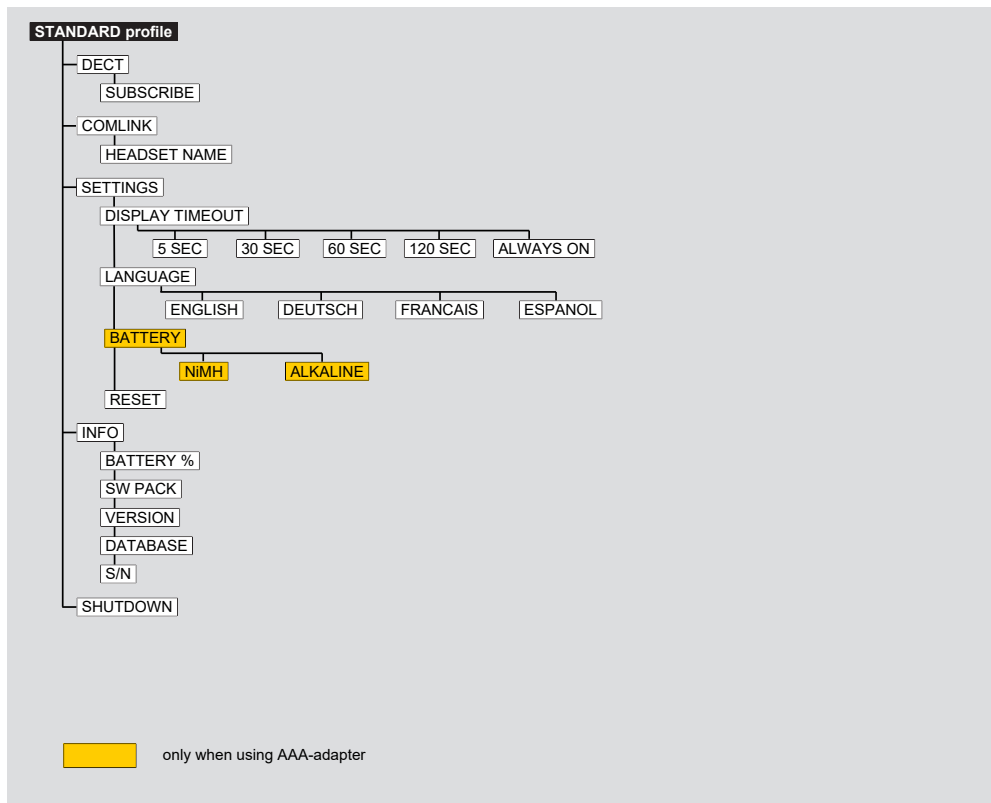 STANDARD profile
DECT
SUBSCRIBE
COMLINK
HEADSET NAME
SETTINGS
DISPLAY TIMEOUT
5 SEC 30 SEC 60 SEC 120 SEC ALWAYS ON
LANGUAGE
ENGLISH DEUTSCH FRANCAIS ESPANOL
BATTERY
NiMH ALKALINE
RESET
INFO
BATTERY %
SW PACK
VERSION
DATABASE
S/N
SHUTDOWN
only when using AAA-adapter